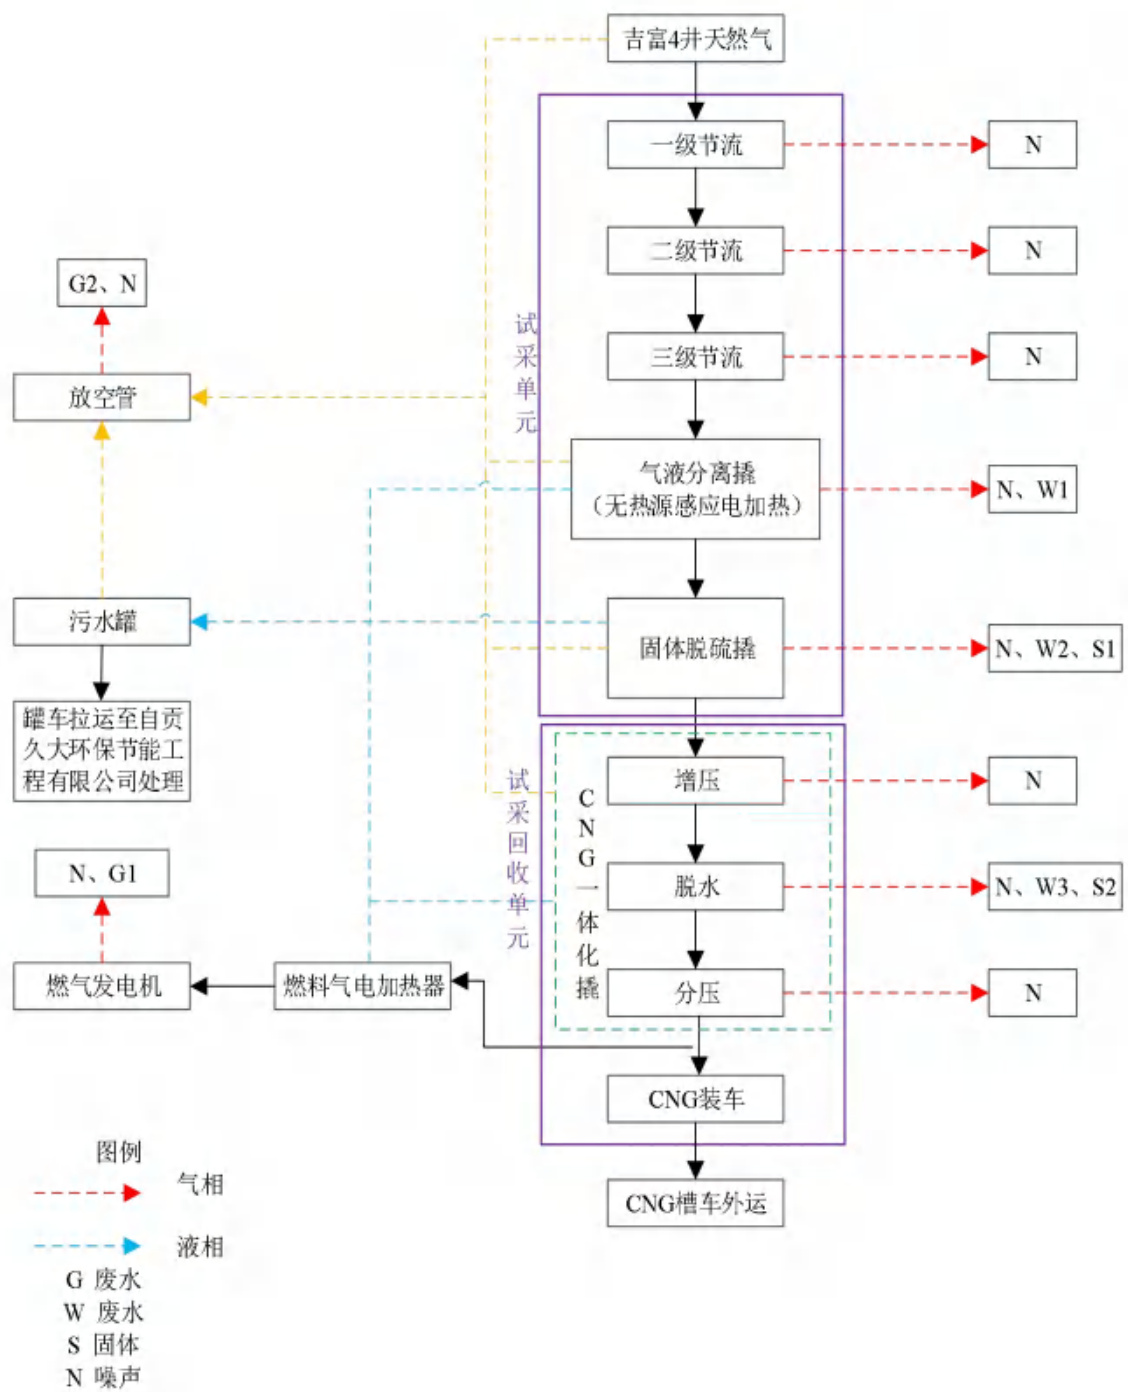 吉富4井天然气
一级节流
N
二级节流
N
G2、N
三级节流
N
试采单元
放空管
气液分离撬
（无热源感应电加热）
N、W1
污水罐
固体脱硫撬
N、W2、S1
罐车拉运至自贡
久大环保节能工
程有限公司处理
试采回收单元
CNG一体化撬
增压
N
N、G1
脱水
N、W3、S2
燃气发电机
燃料气电加热器
分压
N
CNG装车
图例
气相
CNG槽车外运
液相
G 废水
W 废水
S 固体
N 噪声